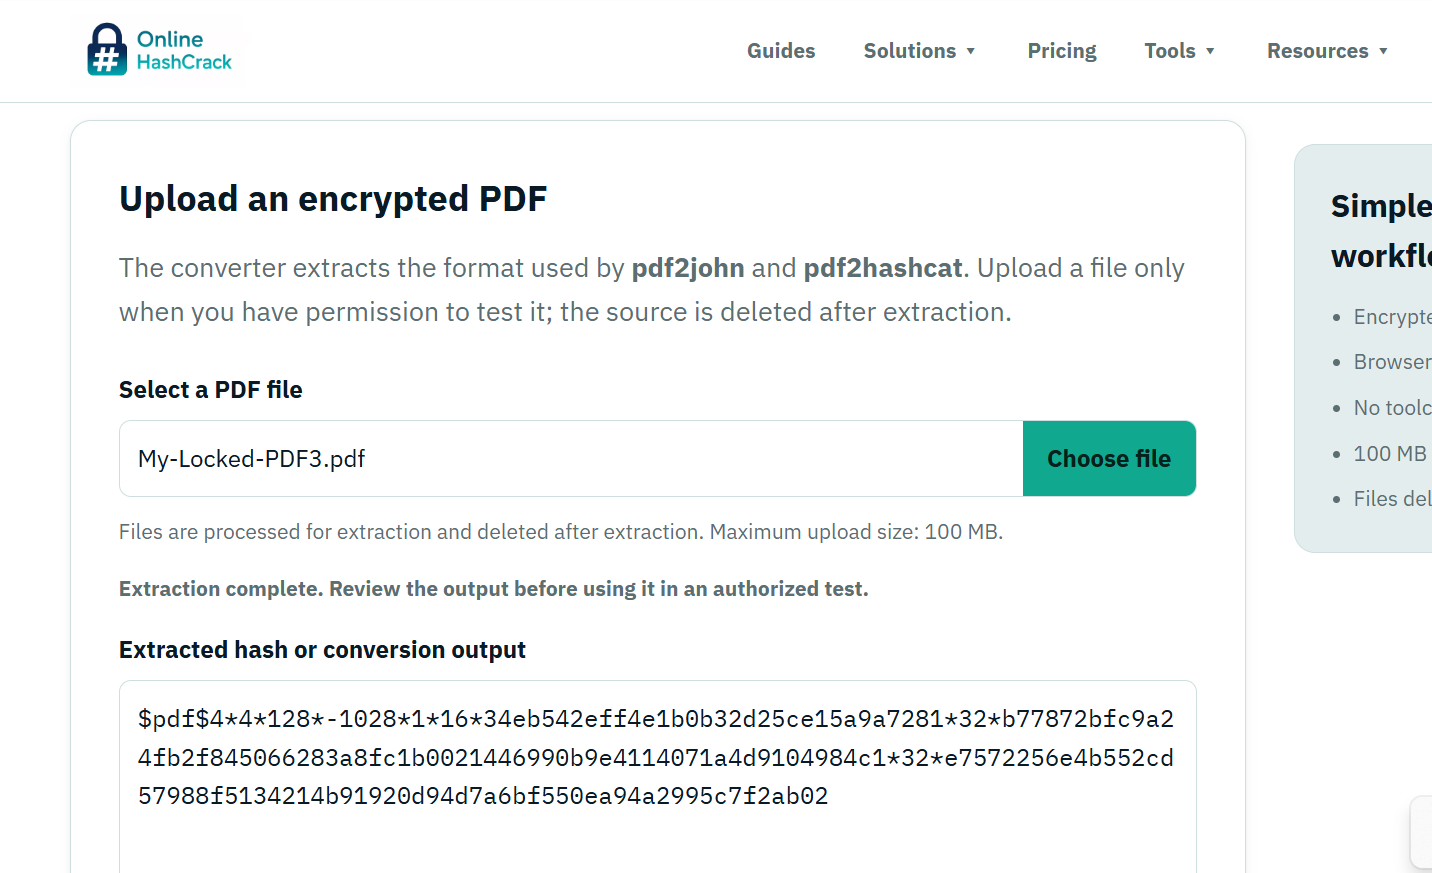 Online
HashCrack
Guides Solutions ▼ Pricing Tools ▼ Resources ▼
Upload an encrypted PDF
The converter extracts the format used by pdf2john and pdf2hashcat. Upload a file only
when you have permission to test it; the source is deleted after extraction.
Select a PDF file
My-Locked-PDF3.pdf
Choose file
Files are processed for extraction and deleted after extraction. Maximum upload size: 100 MB.
Extraction complete. Review the output before using it in an authorized test.
Extracted hash or conversion output
$pdf$4*4*128*-1028*1*16*34eb542eff4e1b0b32d25ce15a9a7281*32*b77872bfc9a2
4fb2f845066283a8fc1b0021446990b9e4114071a4d9104984c1*32*e7572256e4b552cd
57988f5134214b91920d94d7a6bf550ea94a2995c7f2ab02
Simple
workfl
• Encrypte
• Browser
• No toolc
• 100 MB
• Files del